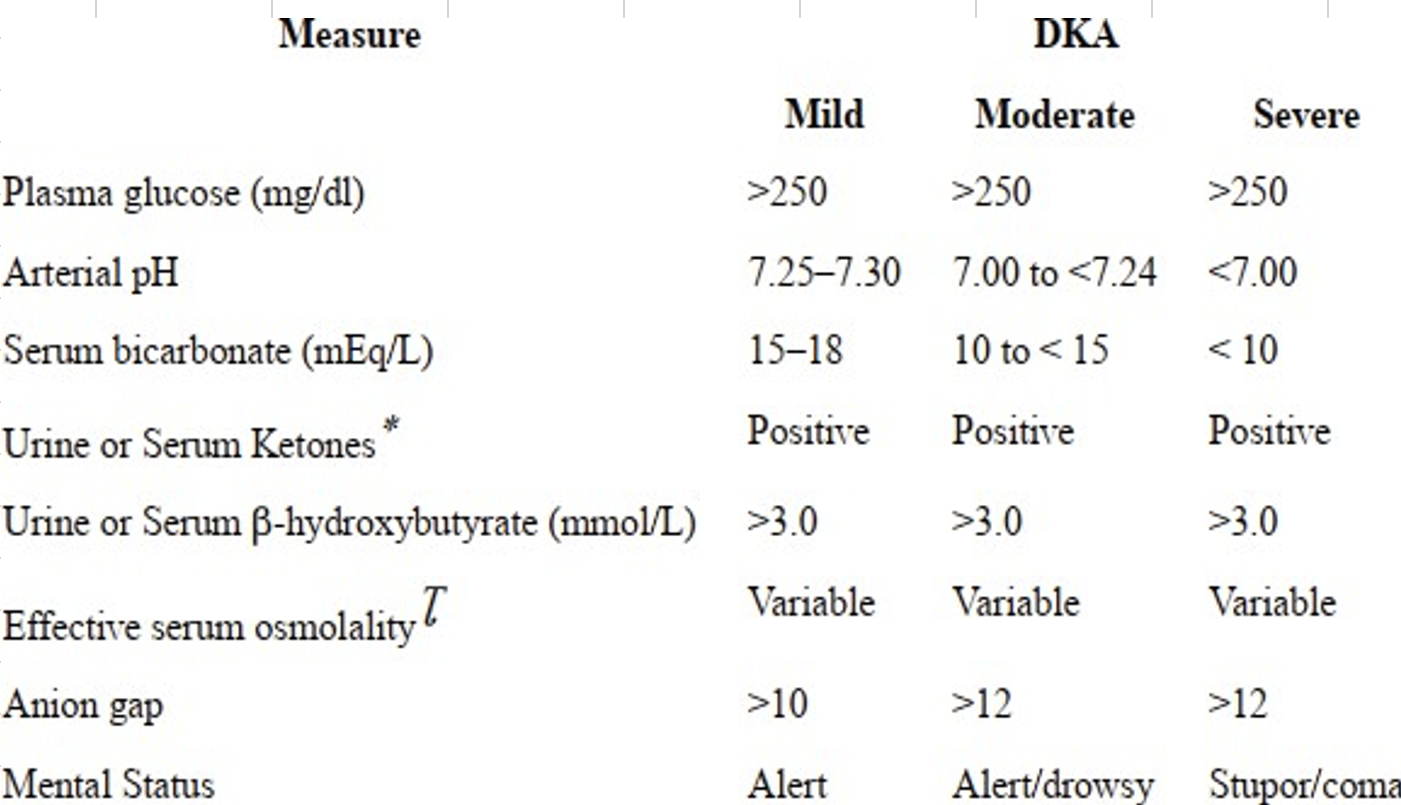 Measure DKA
Mild Moderate Severe
Plasma glucose (mg/dl) >250 >250 >250
Arterial pH 7.25–7.30 7.00 to <7.24 <7.00
Serum bicarbonate (mEq/L) 15–18 10 to < 15 < 10
Urine or Serum Ketones* Positive Positive Positive
Urine or Serum β-hydroxybutyrate (mmol/L) >3.0 >3.0 >3.0
Effective serum osmolality Ʈ Variable Variable Variable
Anion gap >10 >12 >12
Mental Status Alert Alert/drowsy Stupor/coma